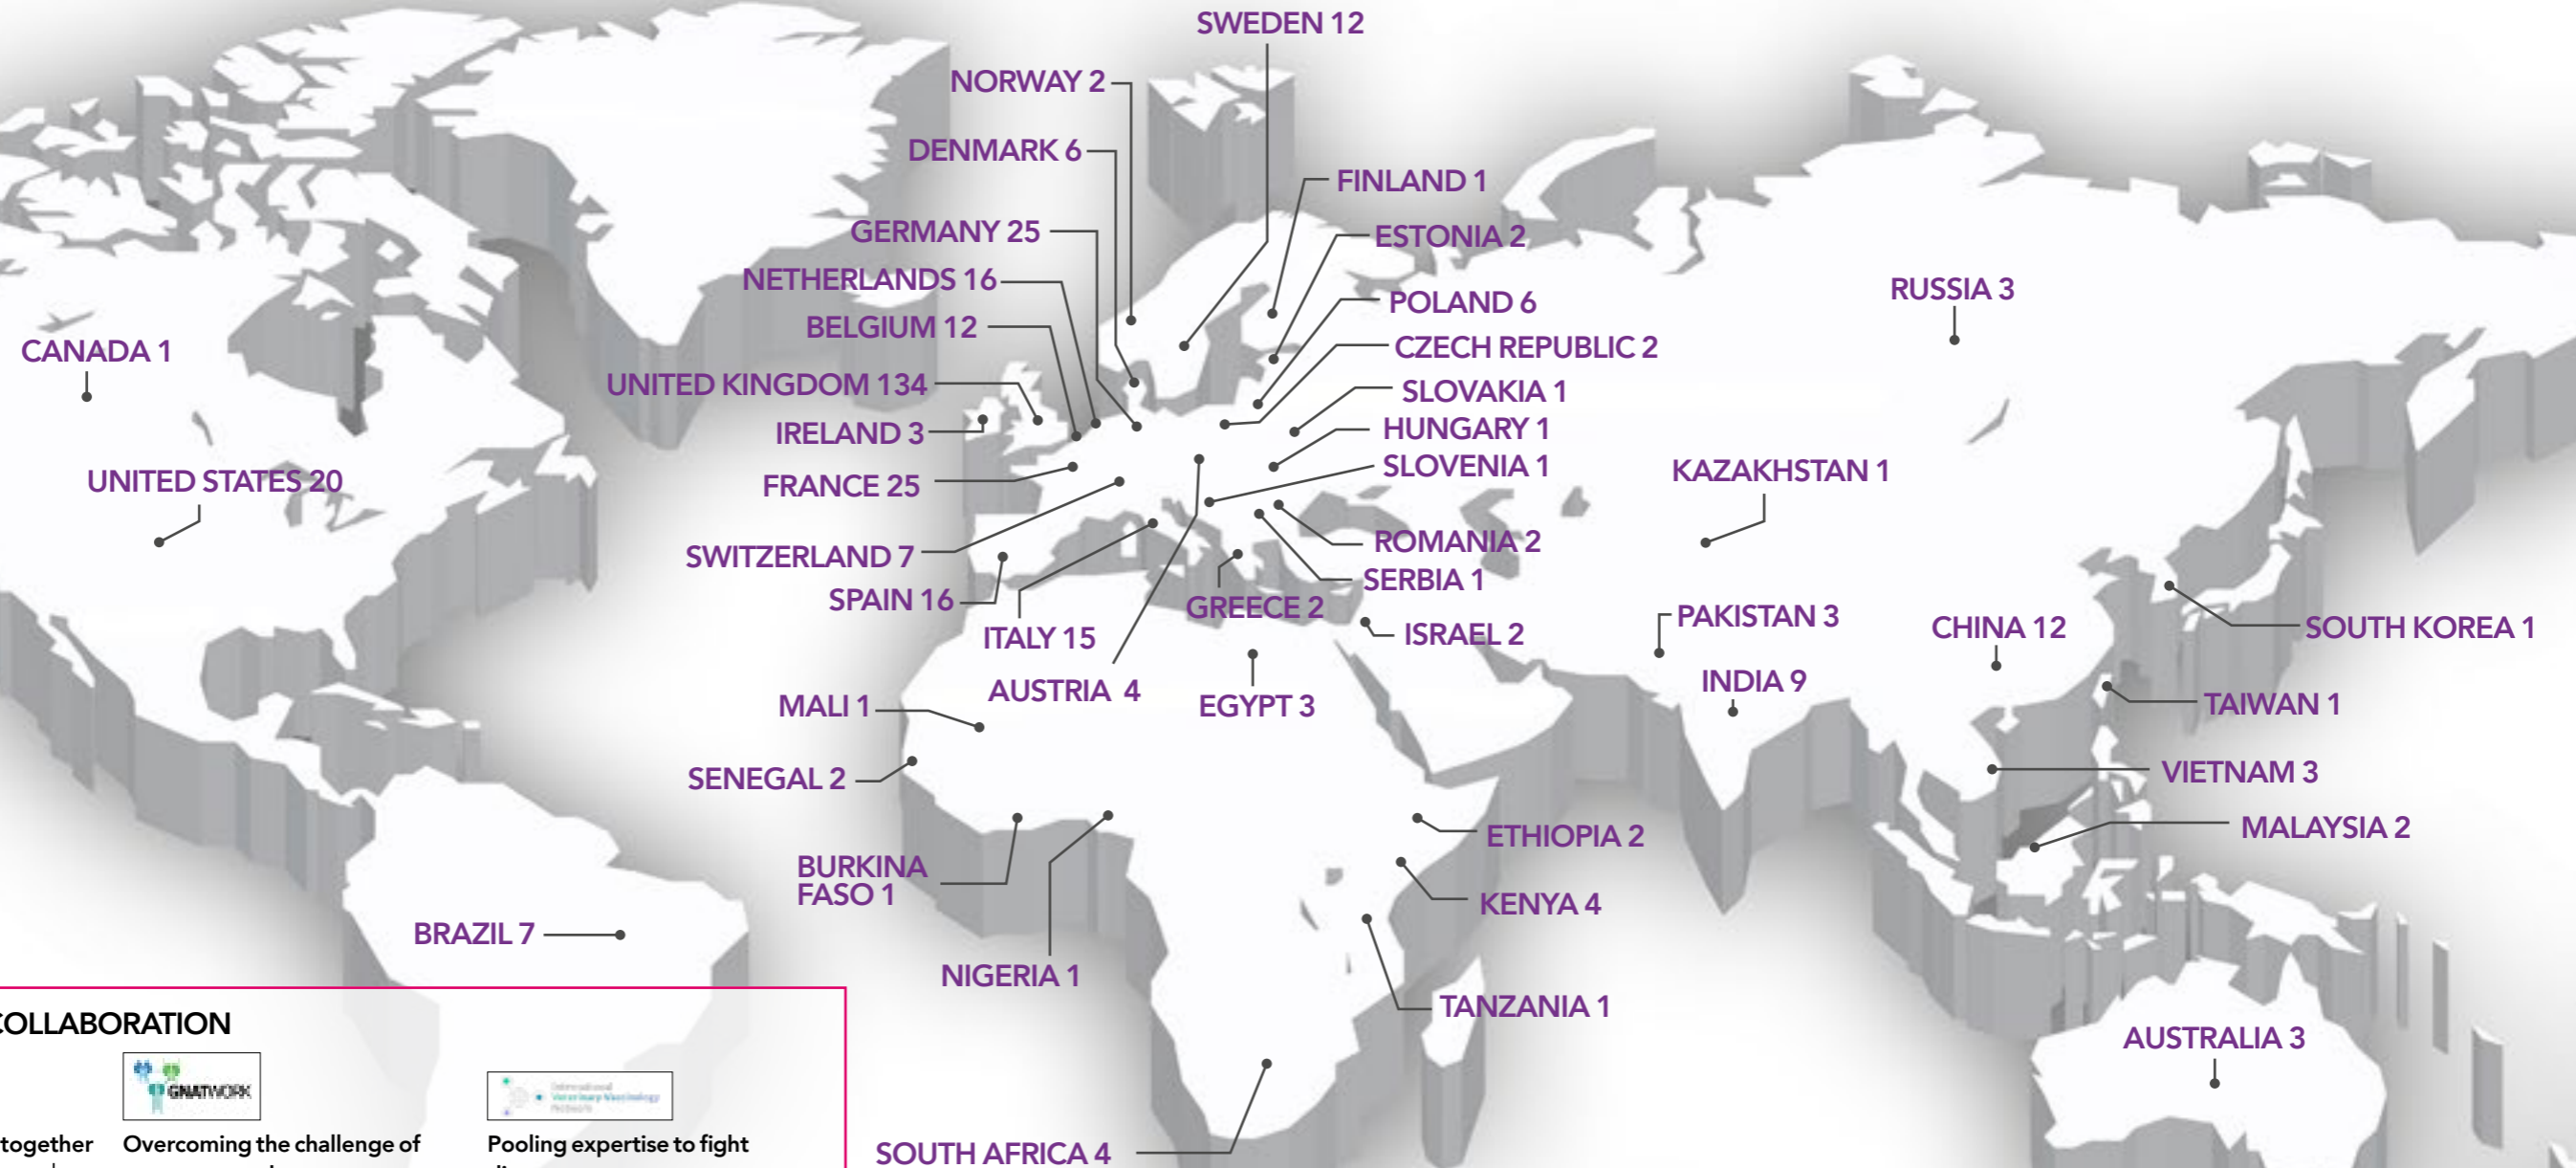 SWEDEN 12
NORWAY 2
DENMARK 6
FINLAND 1
GERMANY 25
ESTONIA 2
NETHERLANDS 16
POLAND 6
RUSSIA 3
BELGIUM 12
CZECH REPUBLIC 2
CANADA 1
UNITED KINGDOM 134
SLOVAKIA 1
IRELAND 3
HUNGARY 1
UNITED STATES 20
FRANCE 25
SLOVENIA 1
KAZAKHSTAN 1
SWITZERLAND 7
ROMANIA 2
SPAIN 16
SERBIA 1
GREECE 2
PAKISTAN 3
ITALY 15
ISRAEL 2
CHINA 12
SOUTH KOREA 1
AUSTRIA 4
INDIA 9
MALI 1
EGYPT 3
TAIWAN 1
SENEGAL 2
VIETNAM 3
MALAYSIA 2
ETHIOPIA 2
BURKINA
FASO 1
KENYA 4
BRAZIL 7
NIGERIA 1
TANZANIA 1
AUSTRALIA 3
SOUTH AFRICA 4
COLLABORATION
GNATWORK
International
Veterinary Vaccinology
Network
together
Overcoming the challenge of
Pooling expertise to fight